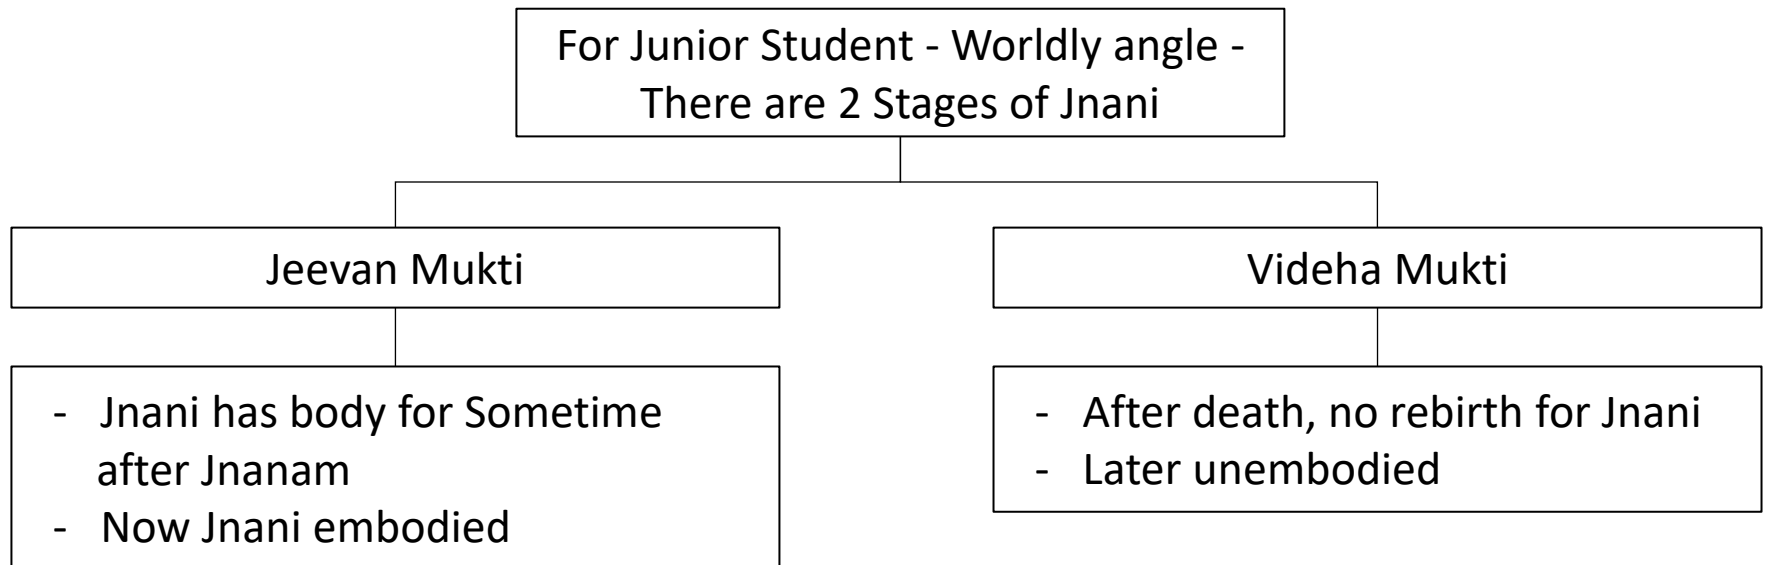 For Junior Student - Worldly angle -
There are 2 Stages of Jnani
Jeevan Mukti
Videha Mukti
- Jnani has body for Sometime
after Jnanam
- Now Jnani embodied
- After death, no rebirth for Jnani
- Later unembodied